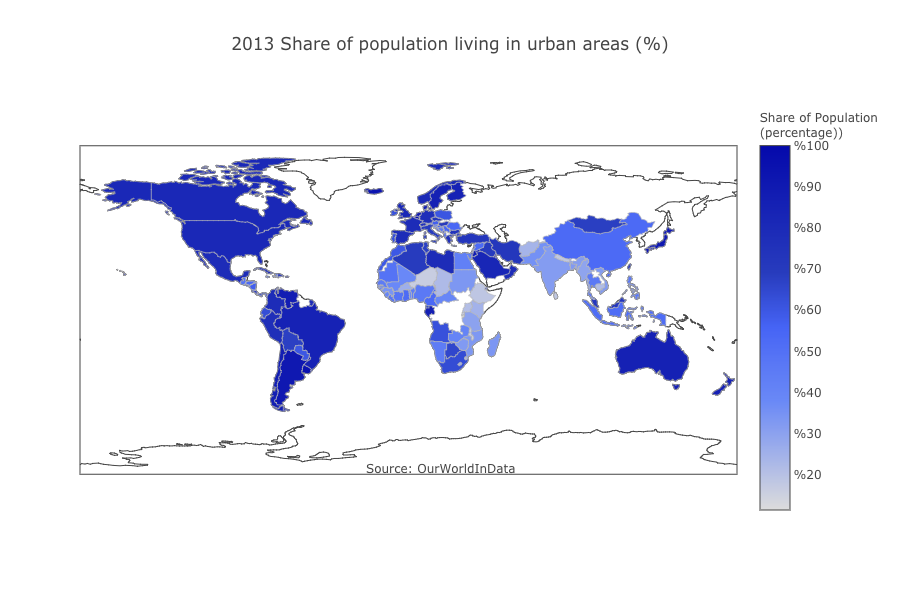 2013 Share of population living in urban areas (%)
Share of Population
(percentage))
%100
%90
%80
%70
%60
%50
%40
%30
%20
Source: OurWorldInData